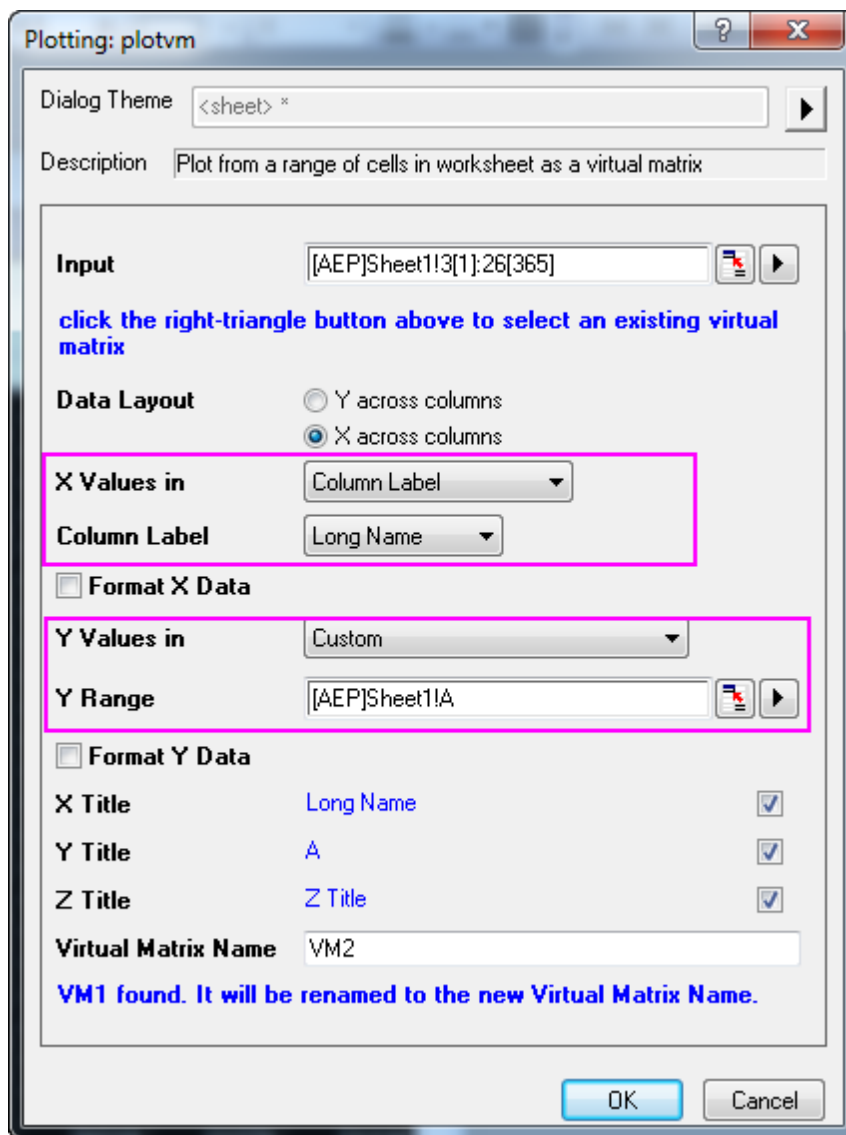 Plotting: plotvm
Dialog Theme <sheet> *
Description Plot from a range of cells in worksheet as a virtual matrix
Input [AEP]Sheet1!3[1]:26[365]
click the right-triangle button above to select an existing virtual
matrix
Data Layout Y across columns
X across columns
X Values in Column Label
Column Label Long Name
Format X Data
Y Values in Custom
Y Range [AEP]Sheet1!A
Format Y Data
X Title Long Name
Y Title A
Z Title Z Title
Virtual Matrix Name VM2
VM1 found. It will be renamed to the new Virtual Matrix Name.
OK Cancel